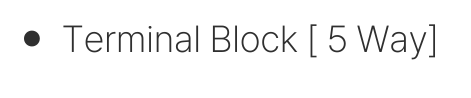 • Terminal Block [ 5 Way]